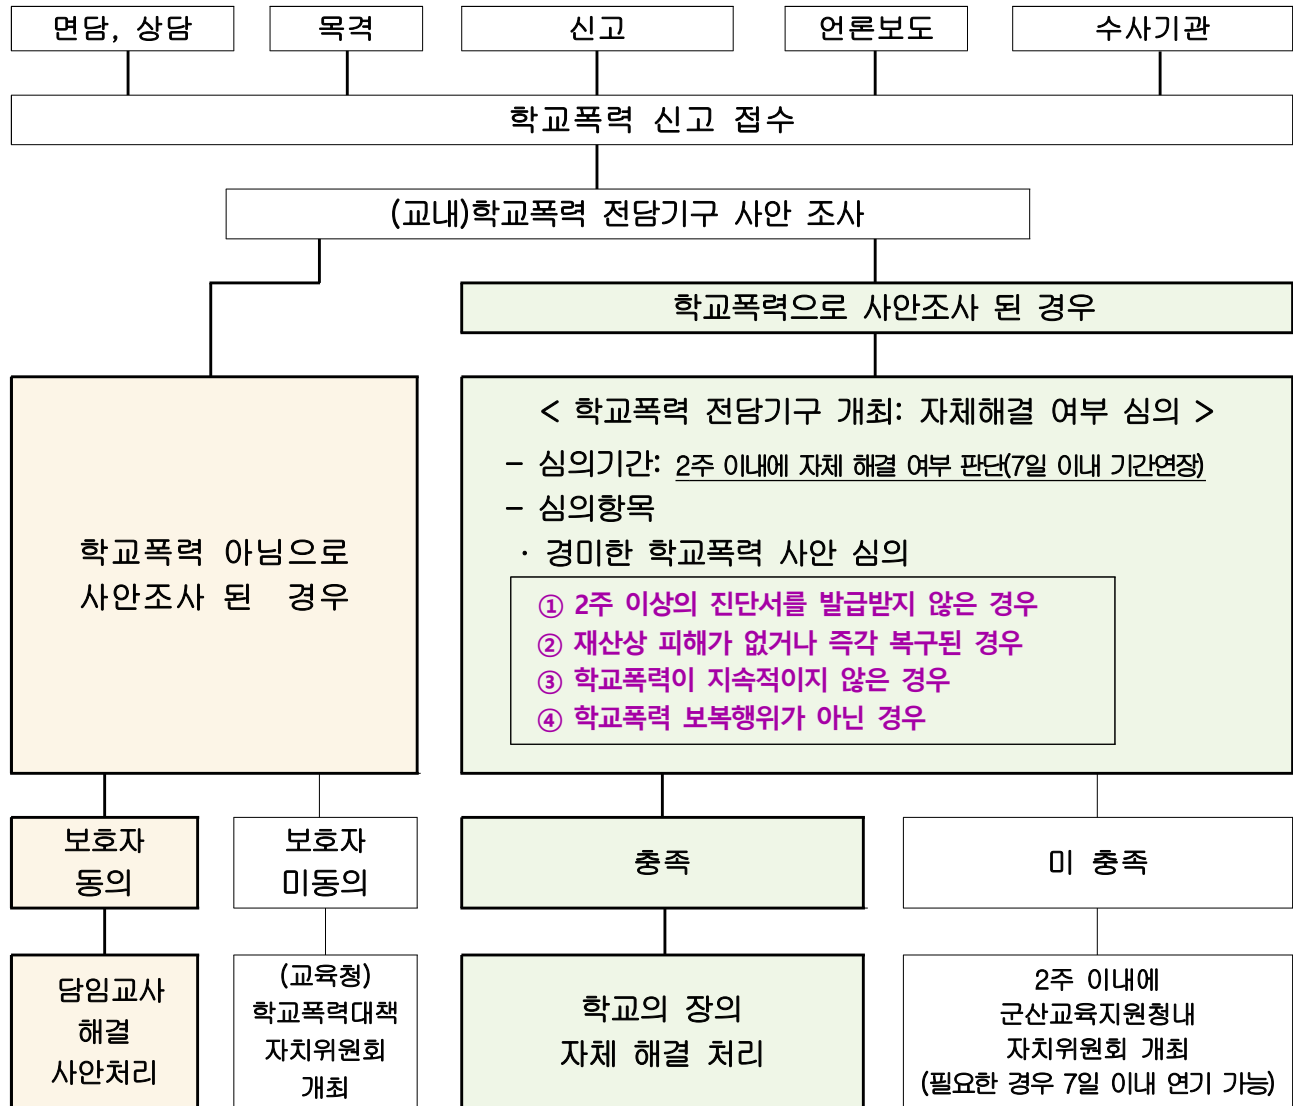 면담, 상담
목격
신고
언론보도
수사기관
학교폭력 신고 접수
(교내)학교폭력 전담기구 사안 조사
학교폭력으로 사안조사 된 경우
학교폭력 아님으로
사안조사 된 경우
< 학교폭력 전담기구 개최: 자체해결 여부 심의 >
- 심의기간: 2주 이내에 자체 해결 여부 판단(7일 이내 기간연장)
- 심의항목
· 경미한 학교폭력 사안 심의
① 2주 이상의 진단서를 발급받지 않은 경우
② 재산상 피해가 없거나 즉각 복구된 경우
③ 학교폭력이 지속적이지 않은 경우
④ 학교폭력 보복행위가 아닌 경우
보호자
동의
보호자
미동의
충족
미 충족
담임교사
해결
사안처리
(교육청)
학교폭력대책
자치위원회
개최
학교의 장의
자체 해결 처리
2주 이내에
군산교육지원청내
자치위원회 개최
(필요한 경우 7일 이내 연기 가능)